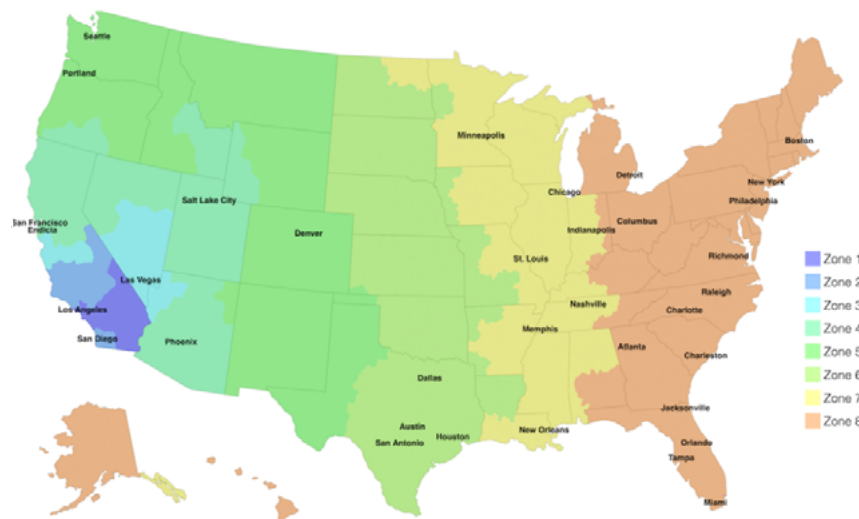 Seattle
Portland
Minneapolis
Boston
Detroit
New York
Chicago
Salt Lake City
Philadelphia
San Francisco
Endicia
Columbus
Denver
Indianapolis
Richmond
St. Louis
Las Vegas
Raleigh
Nashville
Los Angeles
Charlotte
Memphis
San Diego
Phoenix
Atlanta
Charleston
Dallas
Jacksonville
Austin
New Orleans
San Antonio
Houston
Orlando
Tampa
Miami
Zone 1
Zone 2
Zone 3
Zone 4
Zone 5
Zone 6
Zone 7
Zone 8